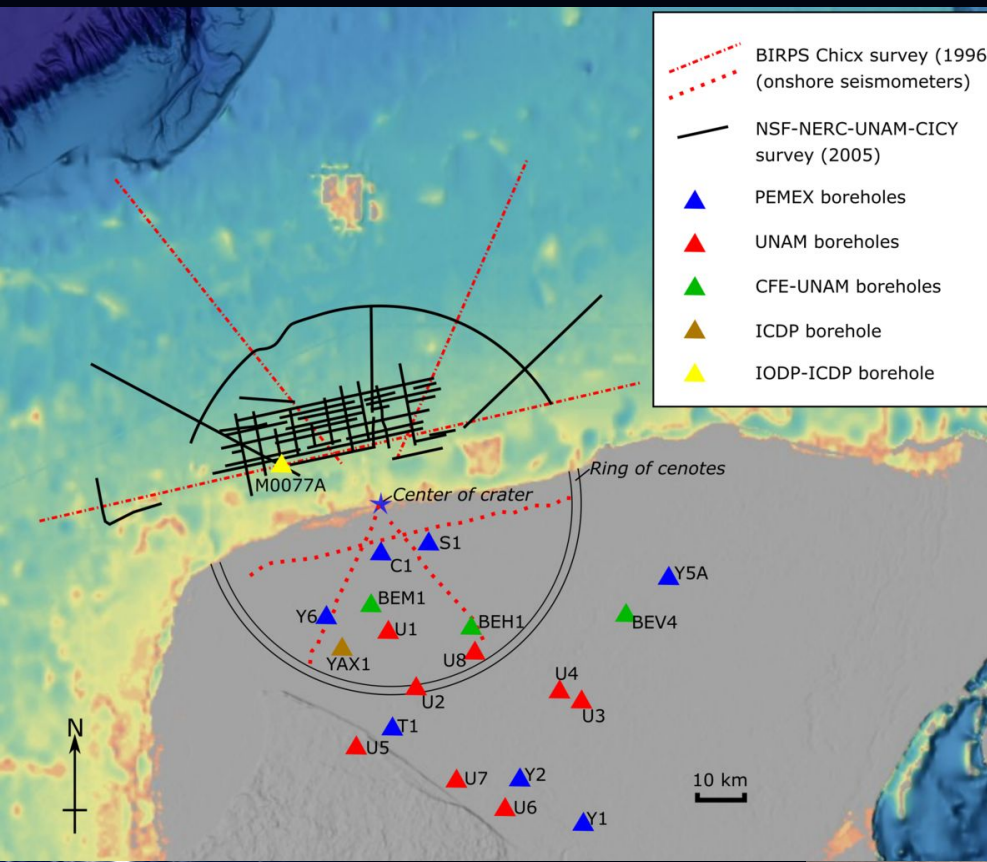 BIRPS Chicx survey (1996
(onshore seismometers)
NSF-NERC-UNAM-CICY
survey (2005)
PEMEX boreholes
UNAM boreholes
CFE-UNAM boreholes
ICDP borehole
IODP-ICDP borehole
Ring of cenotes
M0077A
Center of crater
S1
C1
Y5A
BEM1
Y6
BEV4
U1
BEH1
YAX1
U8
U4
U2
U3
T1
U5
U7
Y2
U6
Y1
N
10 km